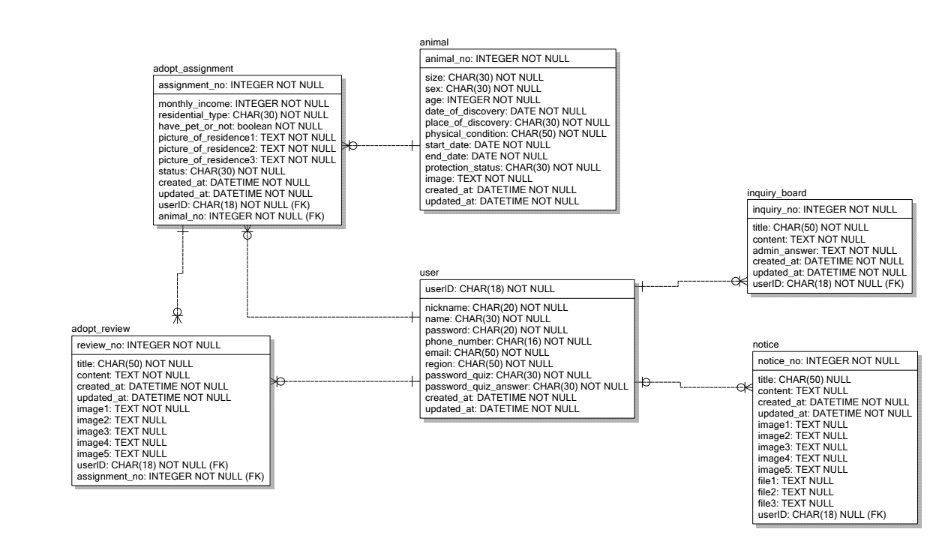 animal
animal_no: INTEGER NOT NULL
size: CHAR(30) NOT NULL
sex: CHAR(30) NOT NULL
age: INTEGER NOT NULL
date_of_discovery: DATE NOT NULL
place_of_discovery: CHAR(30) NOT NULL
physical_condition: CHAR(50) NOT NULL
start_date: DATE NOT NULL
end_date: DATE NOT NULL
protection_status: CHAR(30) NOT NULL
image: TEXT NOT NULL
created_at: DATETIME NOT NULL
updated_at: DATETIME NOT NULL
adopt_assignment
assignment_no: INTEGER NOT NULL
monthly_income: INTEGER NOT NULL
residential_type: CHAR(30) NOT NULL
have_pet_or_not: boolean NOT NULL
picture_of_residence1: TEXT NOT NULL
picture_of_residence2: TEXT NOT NULL
picture_of_residence3: TEXT NOT NULL
status: CHAR(30) NOT NULL
created_at: DATETIME NOT NULL
updated_at: DATETIME NOT NULL
userID: CHAR(18) NOT NULL (FK)
animal_no: INTEGER NOT NULL (FK)
inquiry_board
inquiry_no: INTEGER NOT NULL
title: CHAR(50) NOT NULL
content: TEXT NOT NULL
admin_answer: TEXT NOT NULL
created_at: DATETIME NOT NULL
updated_at: DATETIME NOT NULL
userID: CHAR(18) NOT NULL (FK)
user
userID: CHAR(18) NOT NULL
nickname: CHAR(20) NOT NULL
name: CHAR(30) NOT NULL
password: CHAR(20) NOT NULL
phone_number: CHAR(16) NOT NULL
email: CHAR(50) NOT NULL
region: CHAR(50) NOT NULL
password_quiz: CHAR(30) NOT NULL
password_quiz_answer: CHAR(30) NOT NULL
created_at: DATETIME NOT NULL
updated_at: DATETIME NOT NULL
adopt_review
review_no: INTEGER NOT NULL
title: CHAR(50) NOT NULL
content: TEXT NOT NULL
created_at: DATETIME NOT NULL
updated_at: DATETIME NOT NULL
image1: TEXT NOT NULL
image2: TEXT NULL
image3: TEXT NULL
image4: TEXT NULL
image5: TEXT NULL
userID: CHAR(18) NOT NULL (FK)
assignment_no: INTEGER NOT NULL (FK)
notice
notice_no: INTEGER NOT NULL
title: CHAR(50) NULL
content: TEXT NULL
created_at: DATETIME NOT NULL
updated_at: DATETIME NOT NULL
image1: TEXT NULL
image2: TEXT NULL
image3: TEXT NULL
image4: TEXT NULL
image5: TEXT NULL
file1: TEXT NULL
file2: TEXT NULL
file3: TEXT NULL
userID: CHAR(18) NULL (FK)